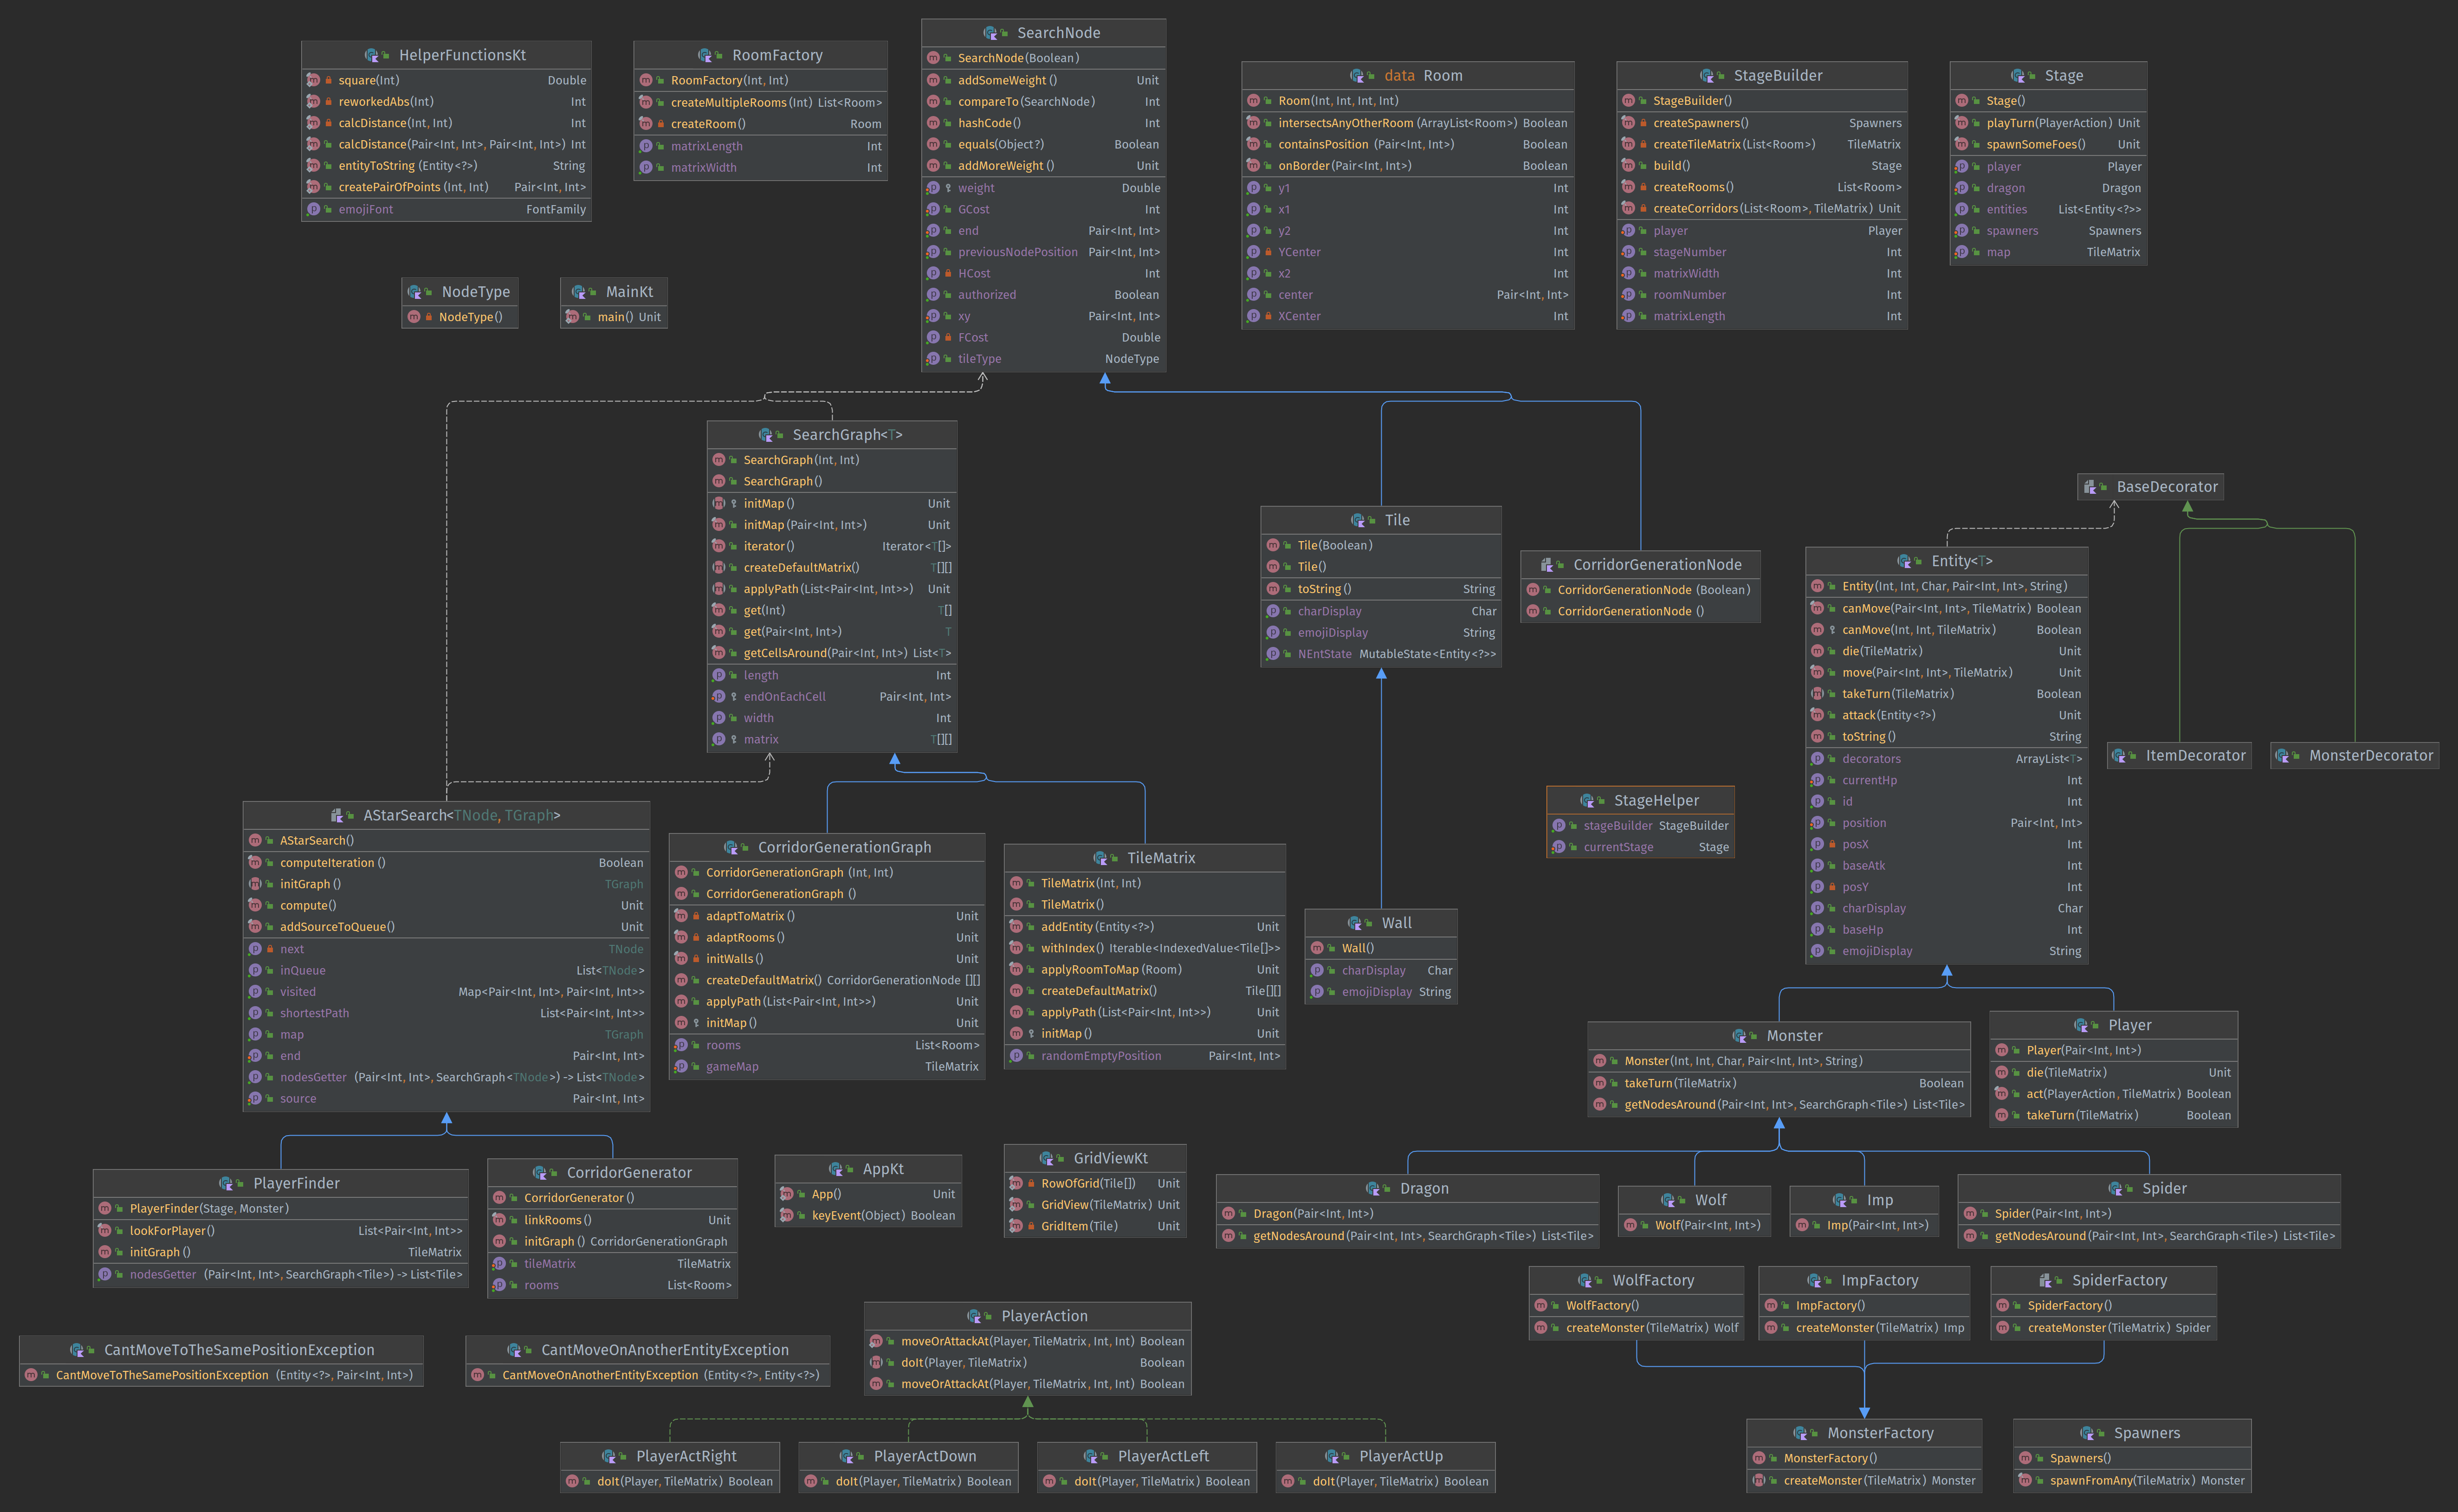 HelperFunctionsKt
square(Int) Double
reworkedAbs(Int) Int
calcDistance(Int, Int) Int
calcDistance(Pair<Int, Int>, Pair<Int, Int>) Int
entityToString (Entity<?>) String
createPairOfPoints (Int, Int) Pair<Int, Int>
emojiFont FontFamily
RoomFactory
RoomFactory(Int, Int)
createMultipleRooms (Int) List<Room>
createRoom() Room
matrixLength Int
matrixWidth Int
SearchNode
SearchNode(Boolean)
addSomeWeight () Unit
compareTo(SearchNode) Int
hashCode() Int
equals(Object?) Boolean
addMoreWeight () Unit
weight Double
GCost Int
end Pair<Int, Int>
previousNodePosition Pair<Int, Int>
HCost Int
authorized Boolean
xy Pair<Int, Int>
FCost Double
tileType NodeType
data Room
Room(Int, Int, Int, Int)
intersectsAnyOtherRoom (ArrayList<Room>) Boolean
containsPosition (Pair<Int, Int>) Boolean
onBorder(Pair<Int, Int>) Boolean
y1 Int
x1 Int
y2 Int
YCenter Int
x2 Int
center Pair<Int, Int>
XCenter Int
StageBuilder
StageBuilder()
createSpawners() Spawners
createTileMatrix(List<Room>) TileMatrix
build() Stage
createRooms() List<Room>
createCorridors(List<Room>, TileMatrix) Unit
player Player
stageNumber Int
matrixWidth Int
roomNumber Int
matrixLength Int
Stage
Stage()
playTurn(PlayerAction) Unit
spawnSomeFoes() Unit
player Player
dragon Dragon
entities List<Entity<?>>
spawners Spawners
map TileMatrix
NodeType
NodeType()
MainKt
main() Unit
SearchGraph<T>
SearchGraph(Int, Int)
SearchGraph()
initMap() Unit
initMap(Pair<Int, Int>) Unit
iterator() Iterator<T[]>
createDefaultMatrix() T[][]
applyPath(List<Pair<Int, Int>>) Unit
get(Int) T[]
get(Pair<Int, Int>) T
getCellsAround(Pair<Int, Int>) List<T>
length Int
endOnEachCell Pair<Int, Int>
width Int
matrix T[][]
Tile
Tile(Boolean)
Tile()
toString() String
charDisplay Char
emojiDisplay String
NEntState MutableState<Entity<?>>
CorridorGenerationNode
CorridorGenerationNode (Boolean)
CorridorGenerationNode ()
BaseDecorator
Entity<T>
Entity(Int, Int, Char, Pair<Int, Int>, String)
canMove(Pair<Int, Int>, TileMatrix) Boolean
canMove(Int, Int, TileMatrix) Boolean
die(TileMatrix) Unit
move(Pair<Int, Int>, TileMatrix) Unit
takeTurn(TileMatrix) Boolean
attack(Entity<?>) Unit
toString() String
decorators ArrayList<T>
currentHp Int
id Int
position Pair<Int, Int>
posX Int
baseAtk Int
posY Int
charDisplay Char
baseHp Int
emojiDisplay String
ItemDecorator
MonsterDecorator
StageHelper
stageBuilder StageBuilder
currentStage Stage
AStarSearch<TNode, TGraph>
AStarSearch()
computeIteration () Boolean
initGraph() TGraph
compute() Unit
addSourceToQueue() Unit
next TNode
inQueue List<TNode>
visited Map<Pair<Int, Int>, Pair<Int, Int>>
shortestPath List<Pair<Int, Int>>
map TGraph
end Pair<Int, Int>
nodesGetter (Pair<Int, Int>, SearchGraph<TNode>) -> List<TNode>
source Pair<Int, Int>
CorridorGenerationGraph
CorridorGenerationGraph (Int, Int)
CorridorGenerationGraph ()
adaptToMatrix () Unit
adaptRooms() Unit
initWalls() Unit
createDefaultMatrix() CorridorGenerationNode [][]
applyPath(List<Pair<Int, Int>>) Unit
initMap() Unit
rooms List<Room>
gameMap TileMatrix
TileMatrix
TileMatrix(Int, Int)
TileMatrix()
addEntity(Entity<?>) Unit
withIndex() Iterable<IndexedValue<Tile[]>>
applyRoomToMap(Room) Unit
createDefaultMatrix() Tile[][]
applyPath(List<Pair<Int, Int>>) Unit
initMap() Unit
randomEmptyPosition Pair<Int, Int>
Wall
Wall()
charDisplay Char
emojiDisplay String
Monster
Monster(Int, Int, Char, Pair<Int, Int>, String)
takeTurn(TileMatrix) Boolean
getNodesAround(Pair<Int, Int>, SearchGraph<Tile>) List<Tile>
Player
Player(Pair<Int, Int>)
die(TileMatrix) Unit
act(PlayerAction, TileMatrix) Boolean
takeTurn(TileMatrix) Boolean
PlayerFinder
PlayerFinder(Stage, Monster)
lookForPlayer() List<Pair<Int, Int>>
initGraph() TileMatrix
nodesGetter (Pair<Int, Int>, SearchGraph<Tile>) -> List<Tile>
CorridorGenerator
CorridorGenerator()
linkRooms() Unit
initGraph() CorridorGenerationGraph
tileMatrix TileMatrix
rooms List<Room>
AppKt
App() Unit
keyEvent(Object) Boolean
GridViewKt
RowOfGrid(Tile[]) Unit
GridView(TileMatrix) Unit
GridItem(Tile) Unit
Dragon
Dragon(Pair<Int, Int>)
getNodesAround(Pair<Int, Int>, SearchGraph<Tile>) List<Tile>
Wolf
Wolf(Pair<Int, Int>)
Imp
Imp(Pair<Int, Int>)
Spider
Spider(Pair<Int, Int>)
getNodesAround(Pair<Int, Int>, SearchGraph<Tile>) List<Tile>
WolfFactory
WolfFactory()
createMonster(TileMatrix) Wolf
ImpFactory
ImpFactory()
createMonster(TileMatrix) Imp
SpiderFactory
SpiderFactory()
createMonster(TileMatrix) Spider
CantMoveToTheSamePositionException
CantMoveToTheSamePositionException (Entity<?>, Pair<Int, Int>)
CantMoveOnAnotherEntityException
CantMoveOnAnotherEntityException (Entity<?>, Entity<?>)
PlayerAction
moveOrAttackAt(Player, TileMatrix, Int, Int) Boolean
doIt(Player, TileMatrix) Boolean
moveOrAttackAt(Player, TileMatrix, Int, Int) Boolean
PlayerActRight
doIt(Player, TileMatrix) Boolean
PlayerActDown
doIt(Player, TileMatrix) Boolean
PlayerActLeft
doIt(Player, TileMatrix) Boolean
PlayerActUp
doIt(Player, TileMatrix) Boolean
MonsterFactory
MonsterFactory()
createMonster(TileMatrix) Monster
Spawners
Spawners()
spawnFromAny(TileMatrix) Monster